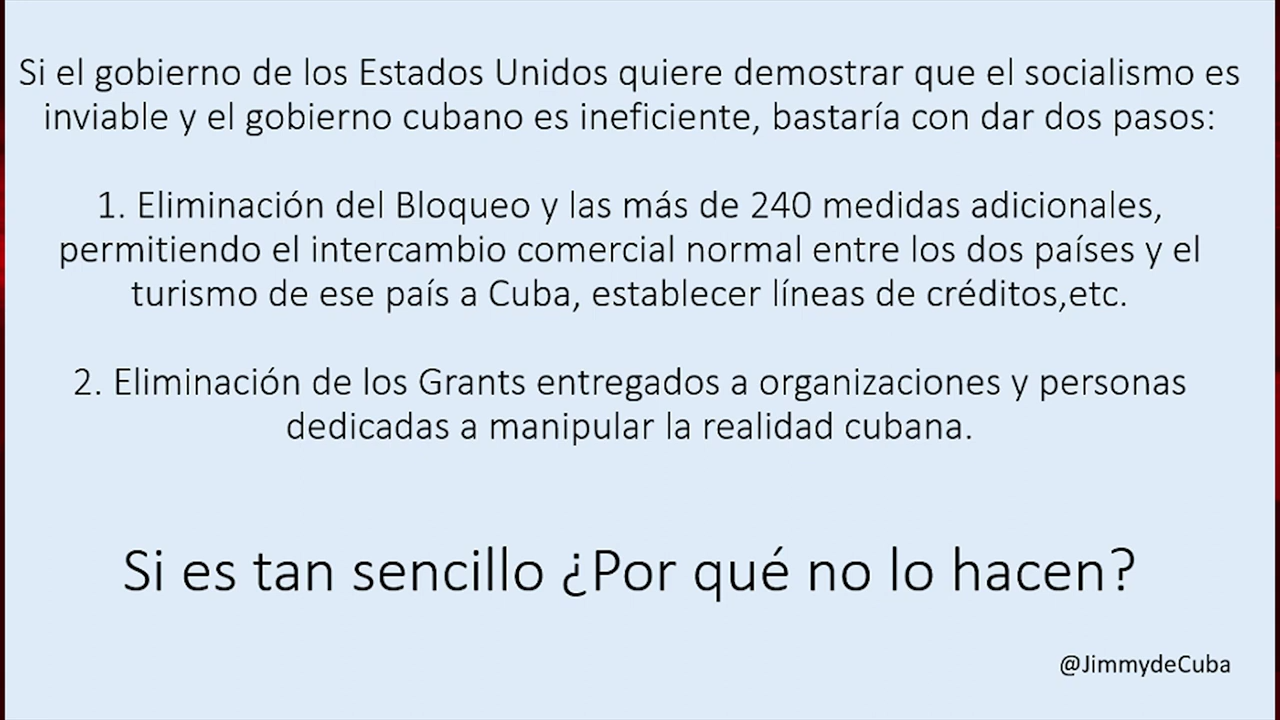 Si el gobierno de los Estados Unidos quiere demostrar que el socialismo es
inviable y el gobierno cubano es ineficiente, bastaría con dar dos pasos:
1. Eliminación del Bloqueo y las más de 240 medidas adicionales,
permitiendo el intercambio comercial normal entre los dos países y el
turismo de ese país a Cuba, establecer líneas de créditos,etc.
2. Eliminación de los Grants entregados a organizaciones y personas
dedicadas a manipular la realidad cubana.
Si es tan sencillo ¿Por qué no lo hacen?
@JimmydeCuba